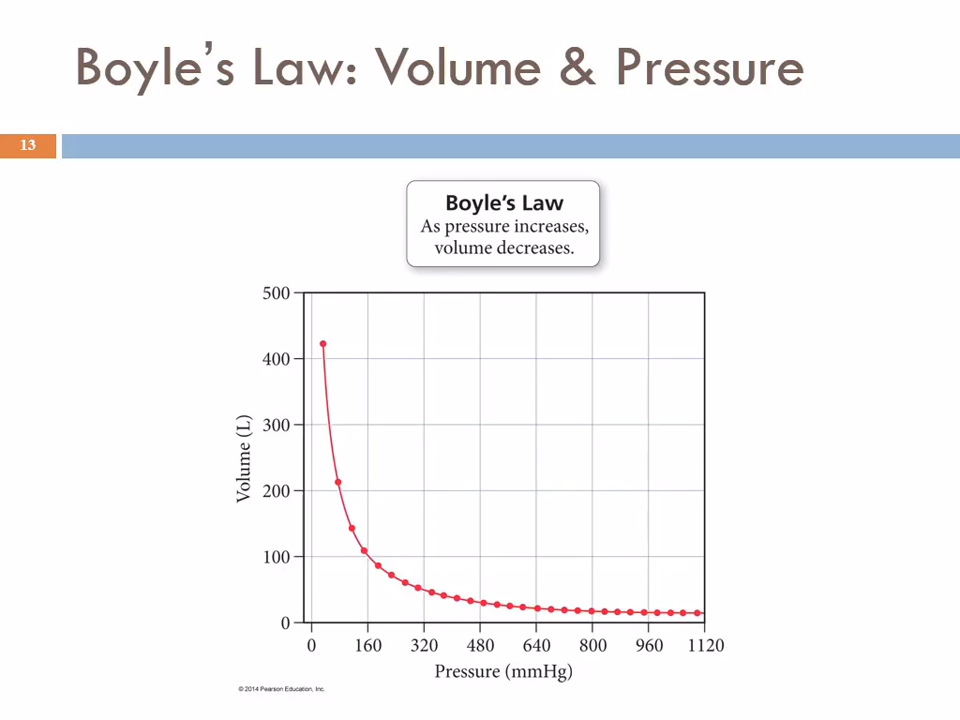 Boyle’s Law: Volume & Pressure
13
Boyle’s Law
As pressure increases,
volume decreases.
500
400
300
200
100
0
Volume (L)
0 160 320 480 640 800 960 1120
Pressure (mmHg)
© 2014 Pearson Education, Inc.